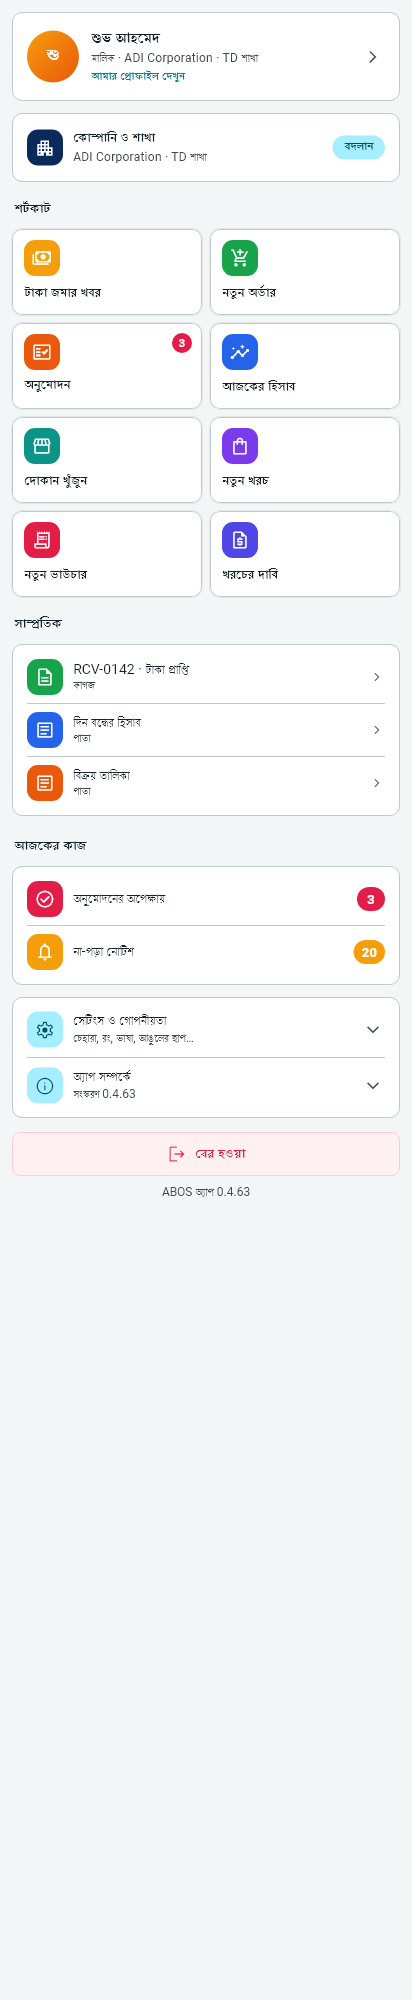 শু
শুভ আহমেদ
মালিক · ADI Corporation · TD শাখা
আমার প্রোফাইল দেখুন
কোম্পানি ও শাখা
ADI Corporation · TD শাখা
বদলান
শর্টকাট
টাকা জমার খবর
নতুন অর্ডার
3
অনুমোদন
আজকের হিসাব
দোকান খুঁজুন
নতুন খরচ
নতুন ভাউচার
খরচের দাবি
সাম্প্রতিক
RCV-0142 · টাকা প্রাপ্তি
কাগজ
দিন বন্ধের হিসাব
পাতা
বিক্রয় তালিকা
পাতা
আজকের কাজ
অনুমোদনের অপেক্ষায়
3
না-পড়া নোটিশ
20
সেটিংস ও গোপনীয়তা
চেহারা, রং, ভাষা, আঙুলের ছাপ...
অ্যাপ সম্পর্কে
সংস্করণ 0.4.63
বের হওয়া
ABOS অ্যাপ 0.4.63